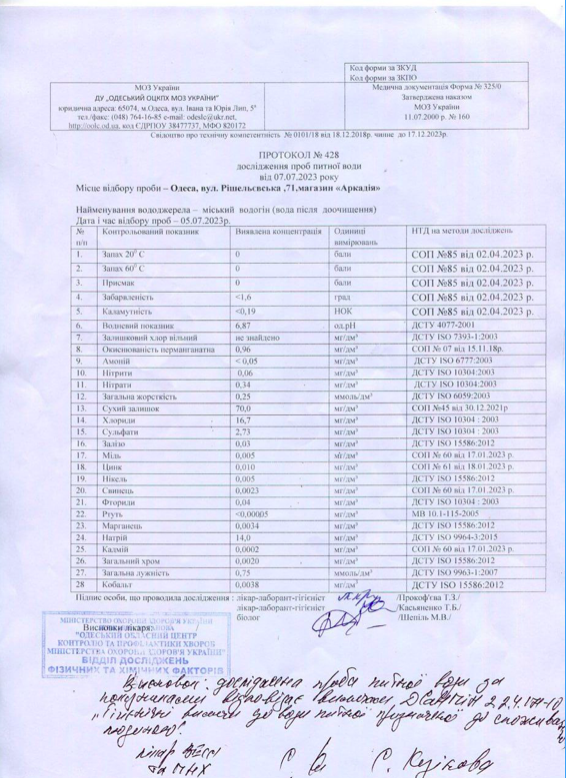 Код форми за ЗКУД
Код форми за ЗКПО
МОЗ України
ДУ „ОДЕСЬКИЙ ОЦКПХ МОЗ УКРАЇНИ”
юридична адреса: 65074, м.Одеса, вул. Івана та Юрія Лип, 5ª
тел./факс: (048) 764-16-85 e-mail: odeslc@ukr.net,
http://oolc.od.ua, код ЄДРПОУ 38477737, МФО 820172
Медична документація Форма № 325/0
Затверджена наказом
МОЗ України
11.07.2000 р. № 160
Свідоцтво про технічну компетентність № 0101/18 від 18.12.2018р. чинне до 17.12.2023р.
ПРОТОКОЛ № 428
дослідження проб питної води
від 07.07.2023 року
Місце відбору проби – Одеса, вул. Рішельєвська ,71,магазин «Аркадія»
Найменування вододжерела – міський водогін (вода після доочищення)
Дата і час відбору проб – 05.07.2023р.
№ п/п Контрольований показник Виявлена концентрація Одиниці вимірювань НТД на методи досліджень
1. Запах 20⁰ С 0 бали СОП №85 від 02.04.2023 р.
2. Запах 60⁰ С 0 бали СОП №85 від 02.04.2023 р.
3. Присмак 0 бали СОП №85 від 02.04.2023 р.
4. Забарвленість <1,6 град СОП №85 від 02.04.2023 р.
5. Каламутність <0,19 НОК СОП №85 від 02.04.2023 р.
6. Водневий показник 6,87 од.рН ДСТУ 4077-2001
7. Залишковий хлор вільний не знайдено мг/дм³ ДСТУ ISO 7393-1:2003
8. Окиснюваність перманганатна 0,96 мг/дм³ СОП № 07 від 15.11.18р.
9. Амоній < 0,05 мг/дм³ ДСТУ ISO 6777:2003
10. Нітрити 0,06 мг/дм³ ДСТУ ISO 10304:2003
11. Нітрати 0,34 мг/дм³ ДСТУ ISO 10304:2003
12. Загальна жорсткість 0,25 ммоль/дм³ ДСТУ ISO 6059:2003
13. Сухий залишок 70,0 мг/дм³ СОП №45 від 30.12.2021р
14. Хлориди 16,7 мг/дм³ ДСТУ ISO 10304 : 2003
15. Сульфати 2,73 мг/дм³ ДСТУ ISO 10304 : 2003
16. Залізо 0,03 мг/дм³ ДСТУ ISO 15586:2012
17. Мідь 0,005 мг/дм³ СОП № 60 від 17.01.2023 р.
18. Цинк 0,010 мг/дм³ СОП № 61 від 18.01.2023 р.
19. Нікель 0,005 мг/дм³ ДСТУ ISO 15586:2012
20. Свинець 0,0023 мг/дм³ СОП № 60 від 17.01.2023 р.
21. Фториди 0,04 мг/дм³ ДСТУ ISO 10304 : 2003
22. Ртуть <0,00005 мг/дм³ МВ 10.1-115-2005
23. Марганець 0,0034 мг/дм³ ДСТУ ISO 15586:2012
24. Натрій 14,0 мг/дм³ ДСТУ ISO 9964-3:2015
25. Кадмій 0,0002 мг/дм³ СОП № 60 від 17.01.2023 р.
26. Загальний хром 0,0020 мг/дм³ ДСТУ ISO 15586:2012
27. Загальна лужність 0,75 ммоль/дм³ ДСТУ ISO 9963-1:2007
28 Кобальт 0,0038 мг/дм³ ДСТУ ISO 15586:2012
Підпис особи, що проводила дослідження : лікар-лаборант-гігієніст /Прокоф'єва Т.З./
лікар-лаборант-гігієніст /Касьяненко Т.Б./
біолог /Шепіль М.В./
Висновки лікаря:
МІНІСТЕРСТВО ОХОРОНИ ЗДОРОВ'Я УКРАЇНИ
"ОДЕСЬКИЙ ОБЛАСНИЙ ЦЕНТР
КОНТРОЛЮ ТА ПРОФІЛАКТИКИ ХВОРОБ
МІНІСТЕРСТВА ОХОРОНИ ЗДОРОВ'Я УКРАЇНИ"
ВІДДІЛ ДОСЛІДЖЕНЬ
ФІЗИЧНИХ ТА ХІМІЧНИХ ФАКТОРІВ
Висновок: досліджена проба питної води за
показниками відповідає вимогам ДСанПіН 2.2.4.171-10
„Гігієнічні вимоги до води питної призначеної до споживан
людиною"
лікар